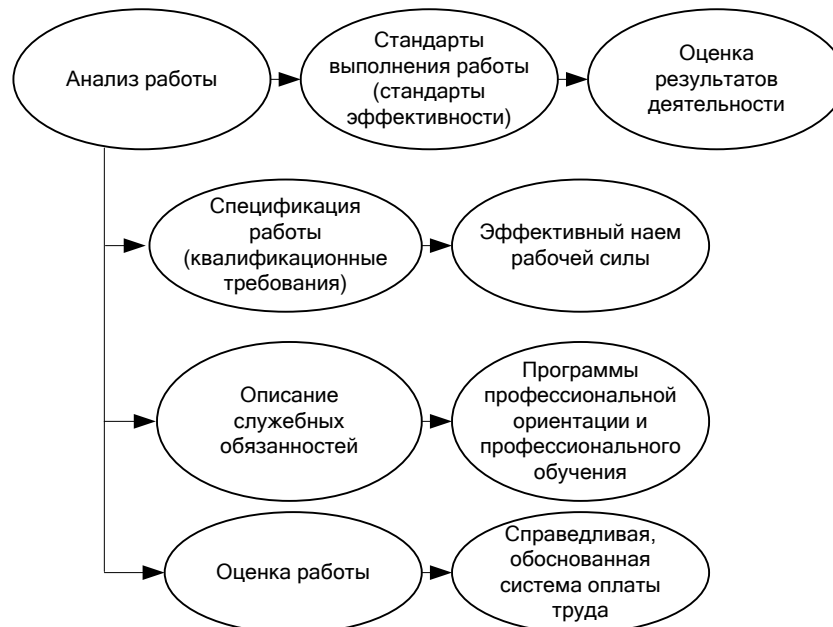 Анализ работы
Стандарты
выполнения работы
(стандарты
эффективности)
Оценка
результатов
деятельности
Спецификация
работы
(квалификационные
требования)
Эффективный наем
рабочей силы
Описание
служебных
обязанностей
Программы
профессиональной
ориентации и
профессионального
обучения
Оценка работы
Справедливая,
обоснованная
система оплаты
труда